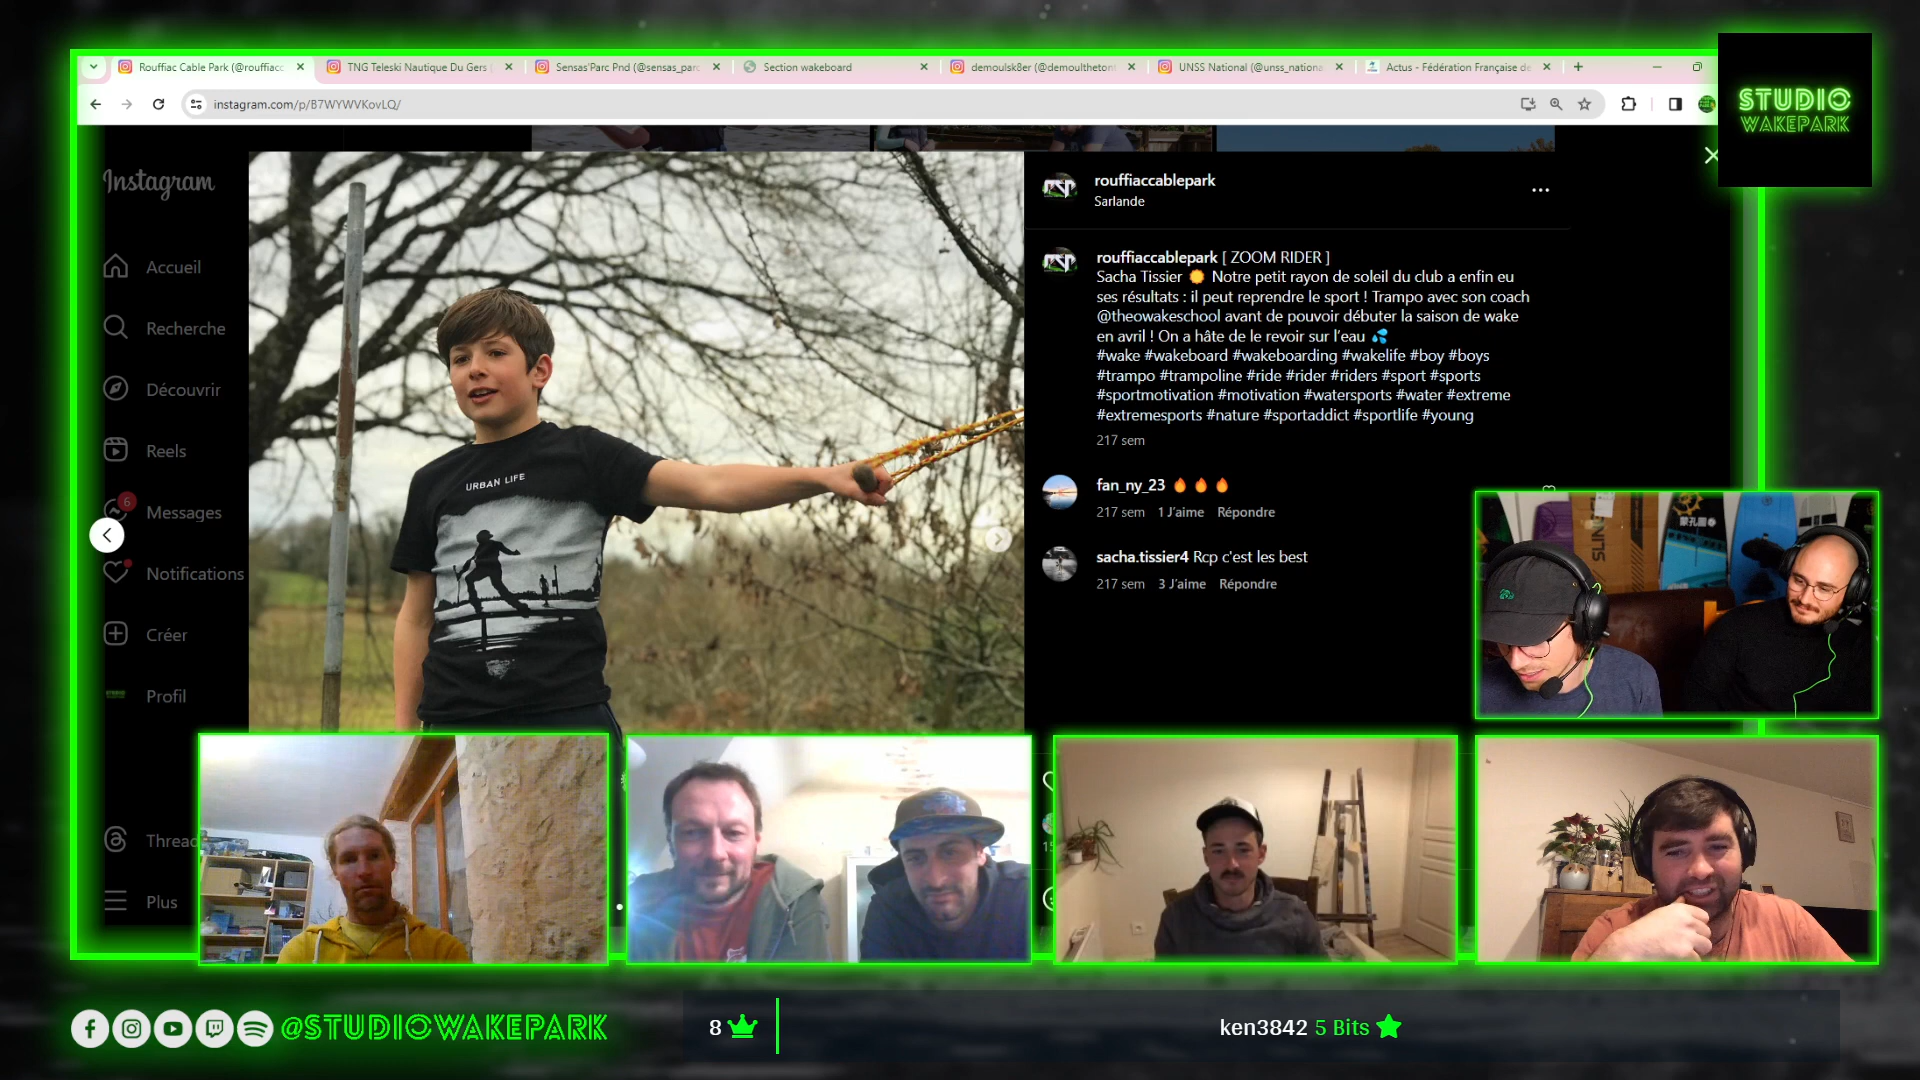 Rouffiac Cable Park (@rouffiacc
TNG Teleski Nautique Du Gers
Sensas'Parc Pnd (@sensas_parc
Section wakeboard
demoulsk8er (@demoulthetont
UNSS National (@unss_nationa
Actus - Fédération Française de
instagram.com/p/B7WYWVKovLQ/
STUDIO
WAKEPARK
Instagram
Accueil
Recherche
Découvrir
Reels
6
Messages
Notifications
Créer
Profil
Thread
Plus
URBAN LIFE
rouffiaccablepark
Sarlande
rouffiaccablepark [ ZOOM RIDER ]
Sacha Tissier ☀️ Notre petit rayon de soleil du club a enfin eu
ses résultats : il peut reprendre le sport ! Trampo avec son coach
@theowakeschool avant de pouvoir débuter la saison de wake
en avril ! On a hâte de le revoir sur l'eau 💦
#wake #wakeboard #wakeboarding #wakelife #boy #boys
#trampo #trampoline #ride #rider #riders #sport #sports
#sportmotivation #motivation #watersports #water #extreme
#extremesports #nature #sportaddict #sportlife #young
217 sem
fan_ny_23 🔥 🔥 🔥
217 sem 1 J'aime Répondre
sacha.tissier4 Rcp c'est les best
217 sem 3 J'aime Répondre
@STUDIOWAKEPARK
8
ken3842 5 Bits